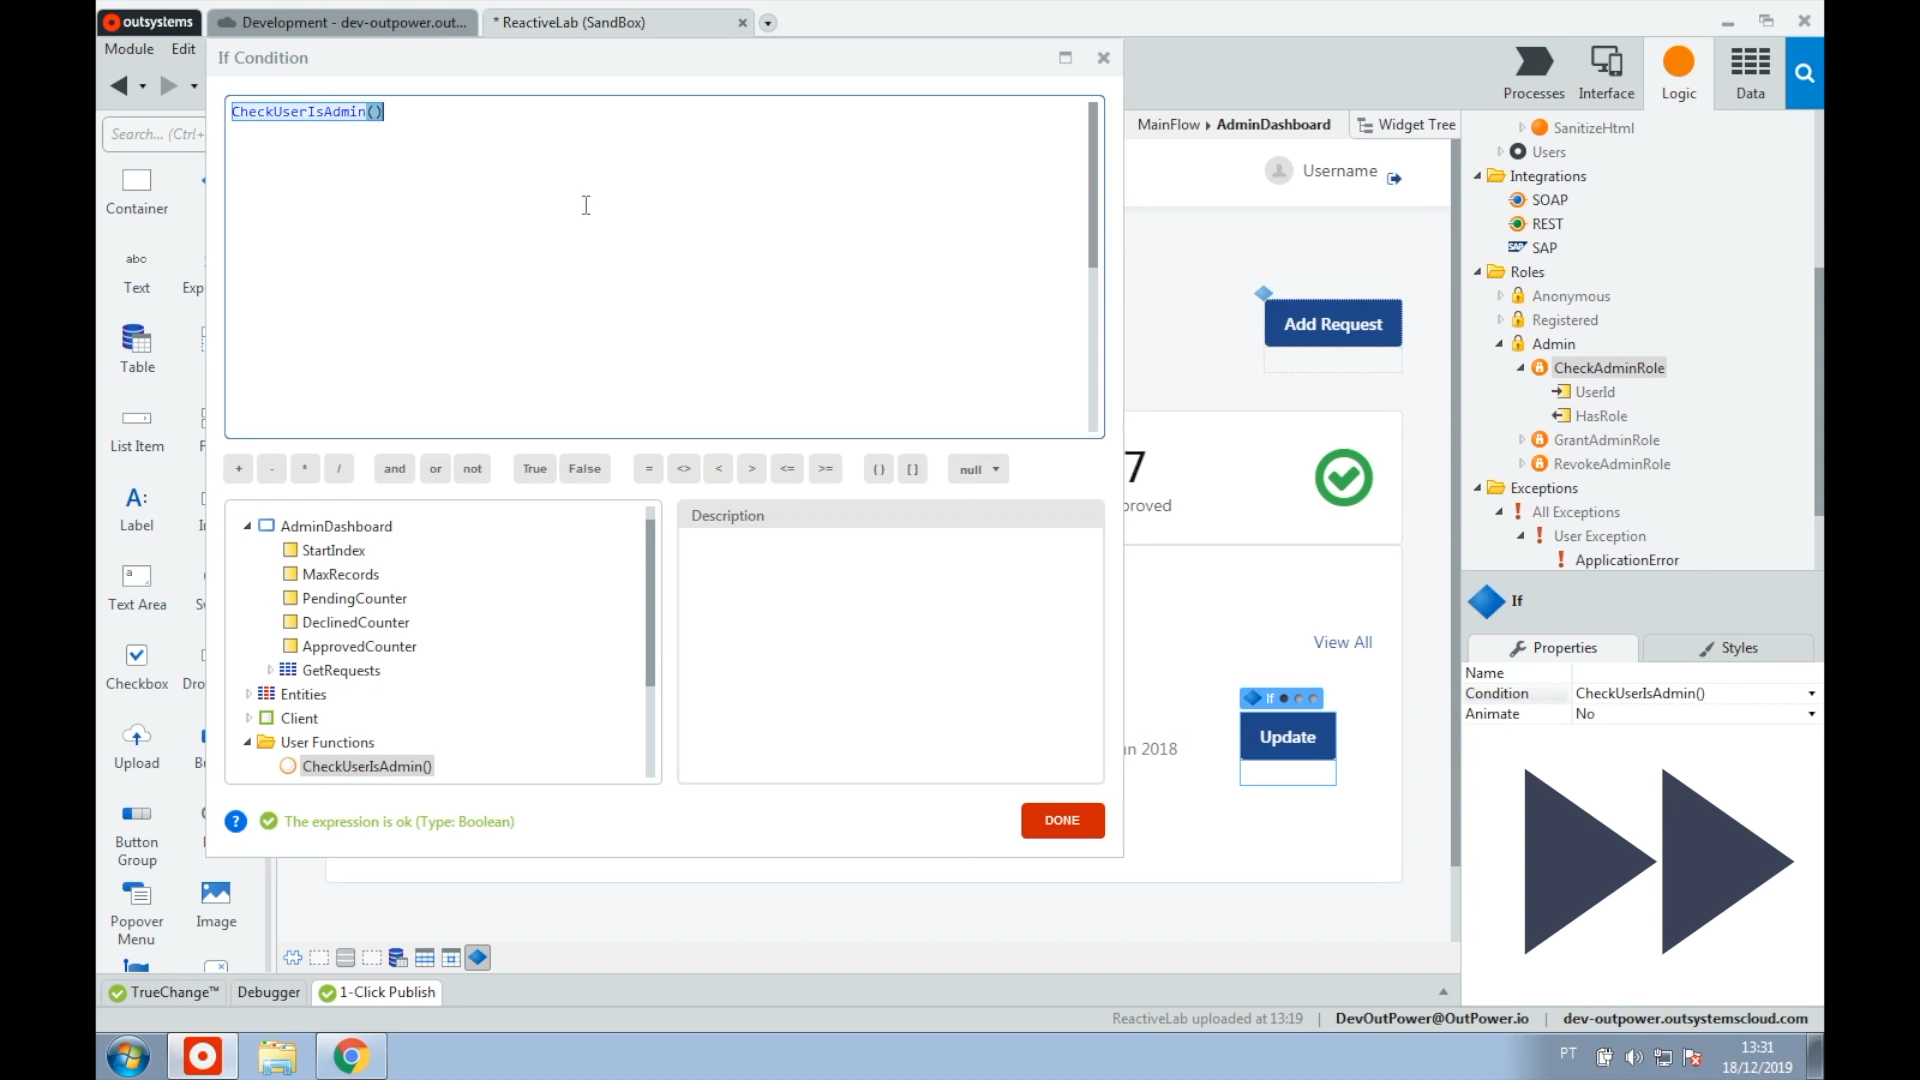 outsystems
Development - dev-outpower.out...
* ReactiveLab (SandBox)
Module
Edit
If Condition
Processes
Interface
Logic
Data
CheckUserIsAdmin()
Search... (Ctrl+
MainFlow
AdminDashboard
Widget Tree
Container
Text
abc
Exp
Table
List Item
Label
A:
Text Area
a
Checkbox
Dro
Upload
Button
Group
Popover
Menu
Image
Username
Add Request
7
View All
If
Update
+
-
*
/
and
or
not
True
False
=
<>
<
>
<=
>=
( )
[ ]
null
AdminDashboard
StartIndex
MaxRecords
PendingCounter
DeclinedCounter
ApprovedCounter
GetRequests
Entities
Client
User Functions
CheckUserIsAdmin()
Description
?
The expression is ok (Type: Boolean)
DONE
SanitizeHtml
Users
Integrations
SOAP
REST
SAP
SAP
Roles
Anonymous
Registered
Admin
CheckAdminRole
UserId
HasRole
GrantAdminRole
RevokeAdminRole
Exceptions
All Exceptions
User Exception
ApplicationError
If
Properties
Styles
Name
Condition
CheckUserIsAdmin()
Animate
No
TrueChange™
Debugger
1-Click Publish
ReactiveLab uploaded at 13:19
DevOutPower@OutPower.io
dev-outpower.outsystemscloud.com
PT
13:31
18/12/2019